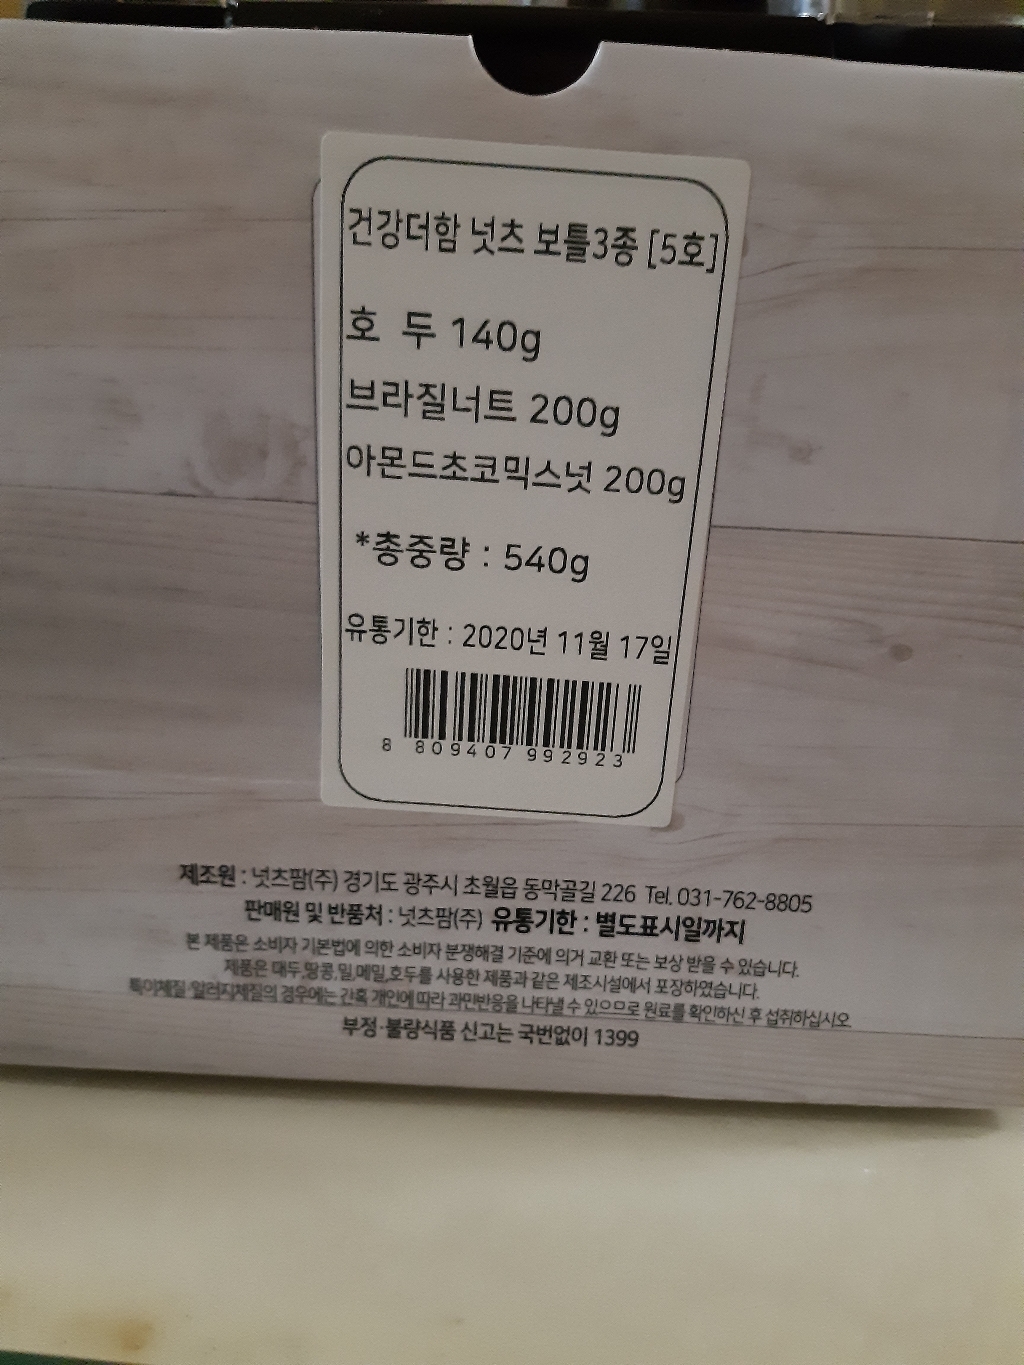 건강더함 넛츠 보틀3종 [5호]
호 두 140g
브라질너트 200g
아몬드초코믹스넛 200g
*총중량 : 540g
유통기한 : 2020년 11월 17일
8 809407 992923
제조원 : 넛츠팜(주) 경기도 광주시 초월읍 동막골길 226 Tel. 031-762-8805
판매원 및 반품처 : 넛츠팜(주) 유통기한 : 별도표시일까지
본 제품은 소비자 기본법에 의한 소비자 분쟁해결 기준에 의거 교환 또는 보상 받을 수 있습니다.
제품은 대두,땅콩,밀,메밀,호두를 사용한 제품과 같은 제조시설에서 포장하였습니다.
특이체질·알러지체질의 경우에는 간혹 개인에 따라 과민반응을 나타낼 수 있으므로 원료를 확인하신 후 섭취하십시오
부정·불량식품 신고는 국번없이 1399